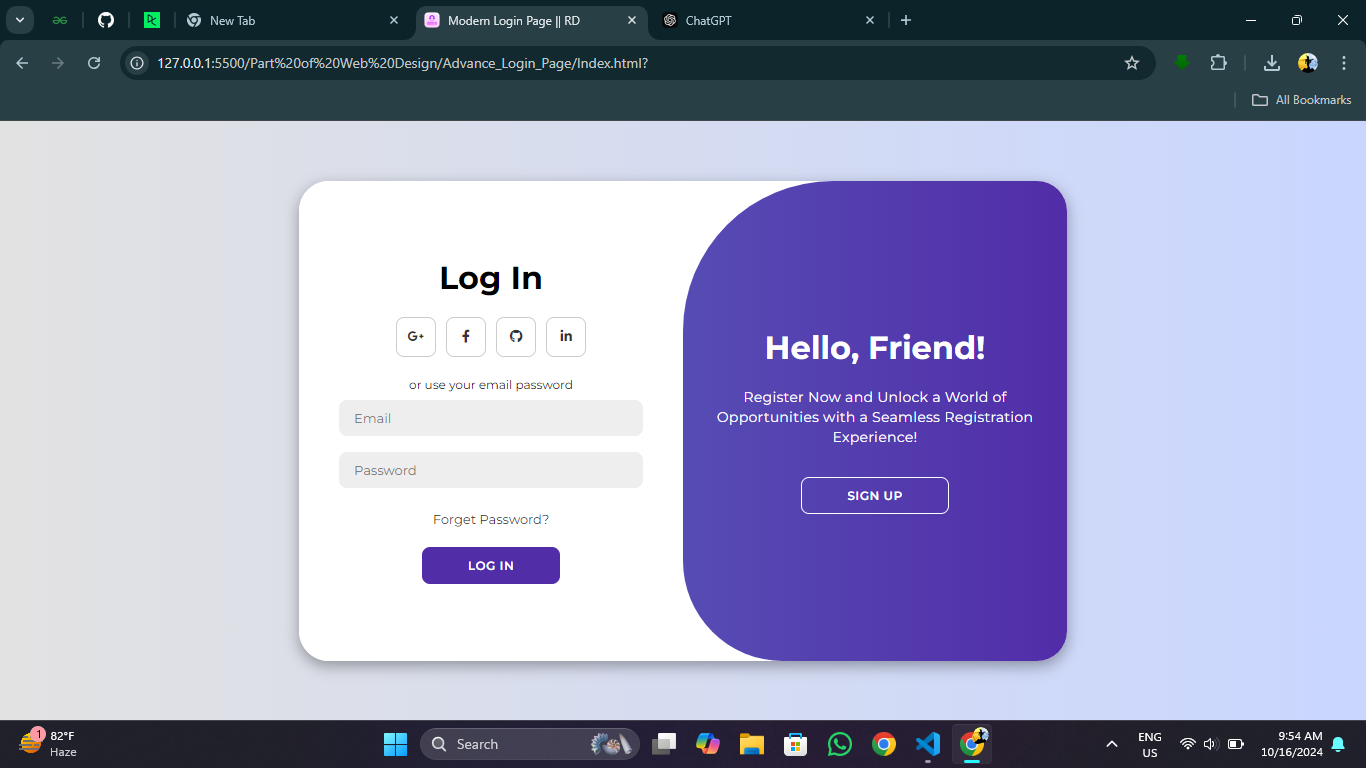 New Tab
Modern Login Page || RD
ChatGPT
127.0.0.1:5500/Part%20of%20Web%20Design/Advance_Login_Page/Index.html?
All Bookmarks
Log In
G+
f
in
or use your email password
Email
Password
Forget Password?
LOG IN
Hello, Friend!
Register Now and Unlock a World of
Opportunities with a Seamless Registration
Experience!
SIGN UP
1
82°F
Haze
Search
ENG
US
9:54 AM
10/16/2024